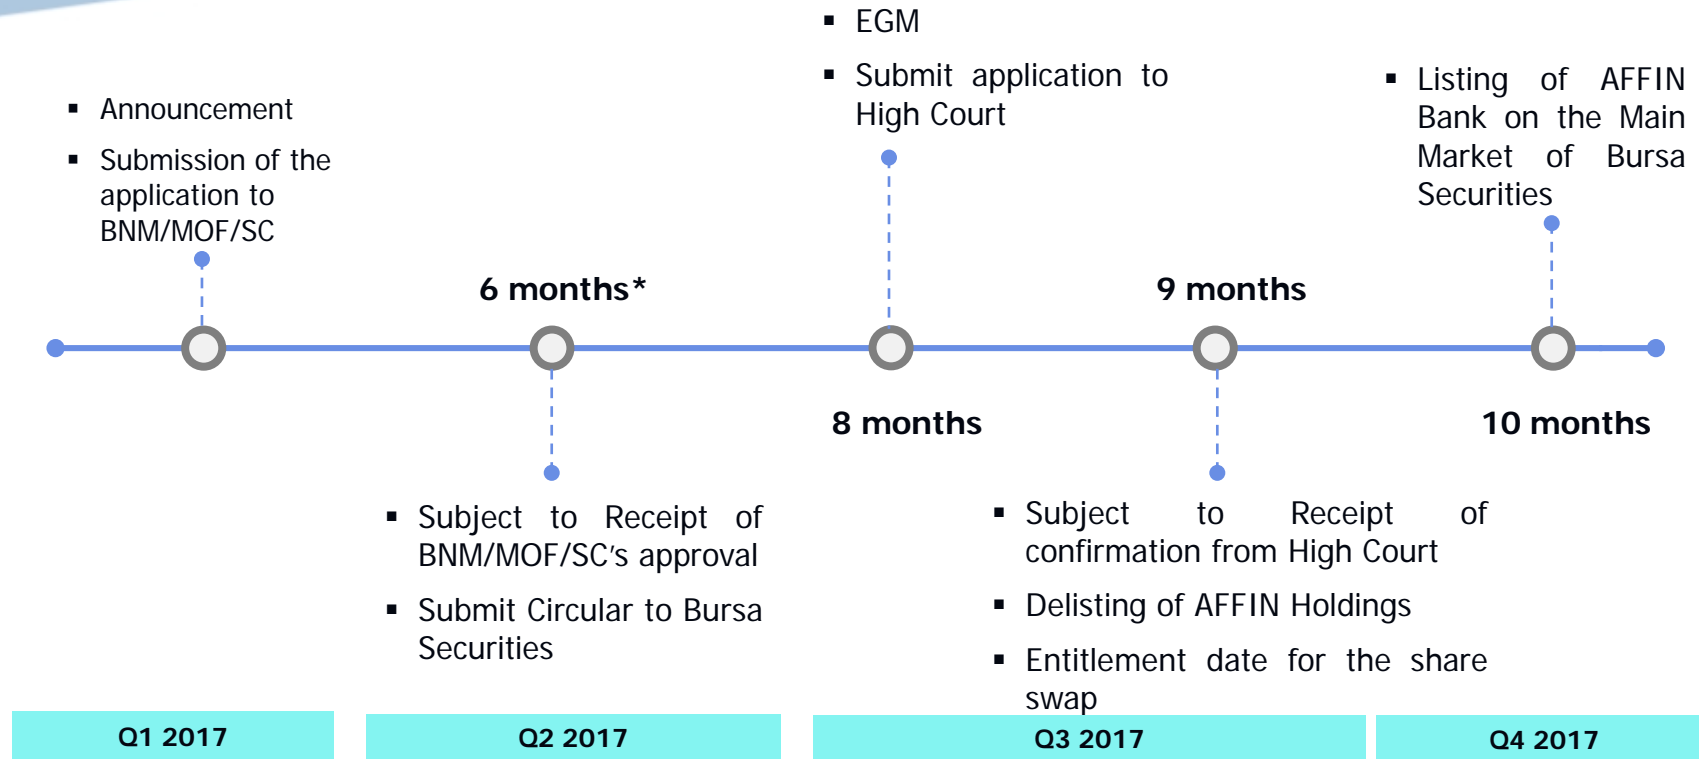 ▪ Announcement
▪ Submission of the
application to
BNM/MOF/SC
6 months*
▪ Subject to Receipt of
BNM/MOF/SC's approval
▪ Submit Circular to Bursa
Securities
▪ EGM
▪ Submit application to
High Court
8 months
9 months
▪ Subject to Receipt of
confirmation from High Court
▪ Delisting of AFFIN Holdings
▪ Entitlement date for the share
swap
▪ Listing of AFFIN
Bank on the Main
Market of Bursa
Securities
10 months
Q1 2017
Q2 2017
Q3 2017
Q4 2017